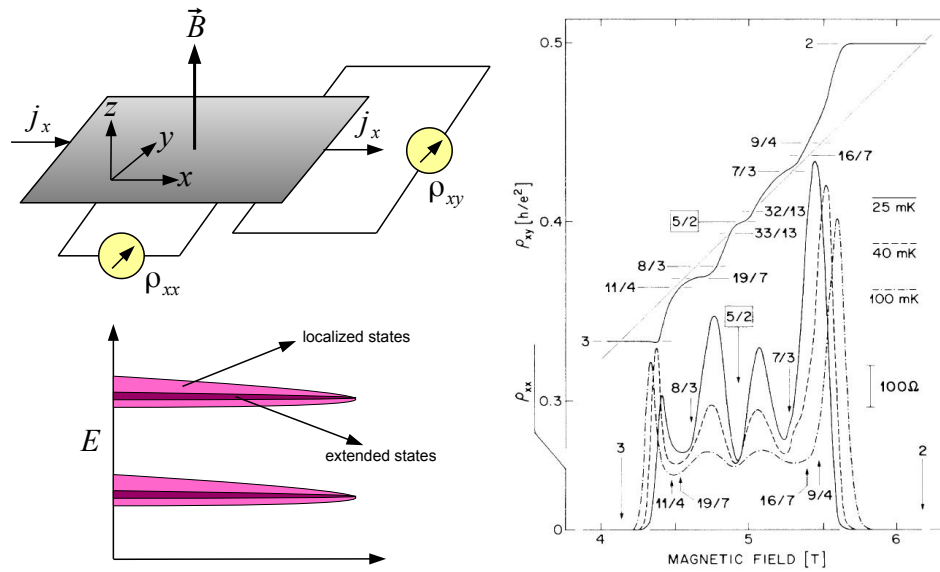 B
z
y
x
j_x
j_x
ρ_xy
ρ_xx
localized states
E
extended states
ρ_xy [h/e²]
0.5
0.4
0.3
0
2
9/4
16/7
7/3
32/13
5/2
33/13
8/3
19/7
11/4
3
25 mK
40 mK
100 mK
5/2
7/3
8/3
100Ω
ρ_xx
3
2
11/4
19/7
16/7
9/4
4
5
6
MAGNETIC FIELD [T]